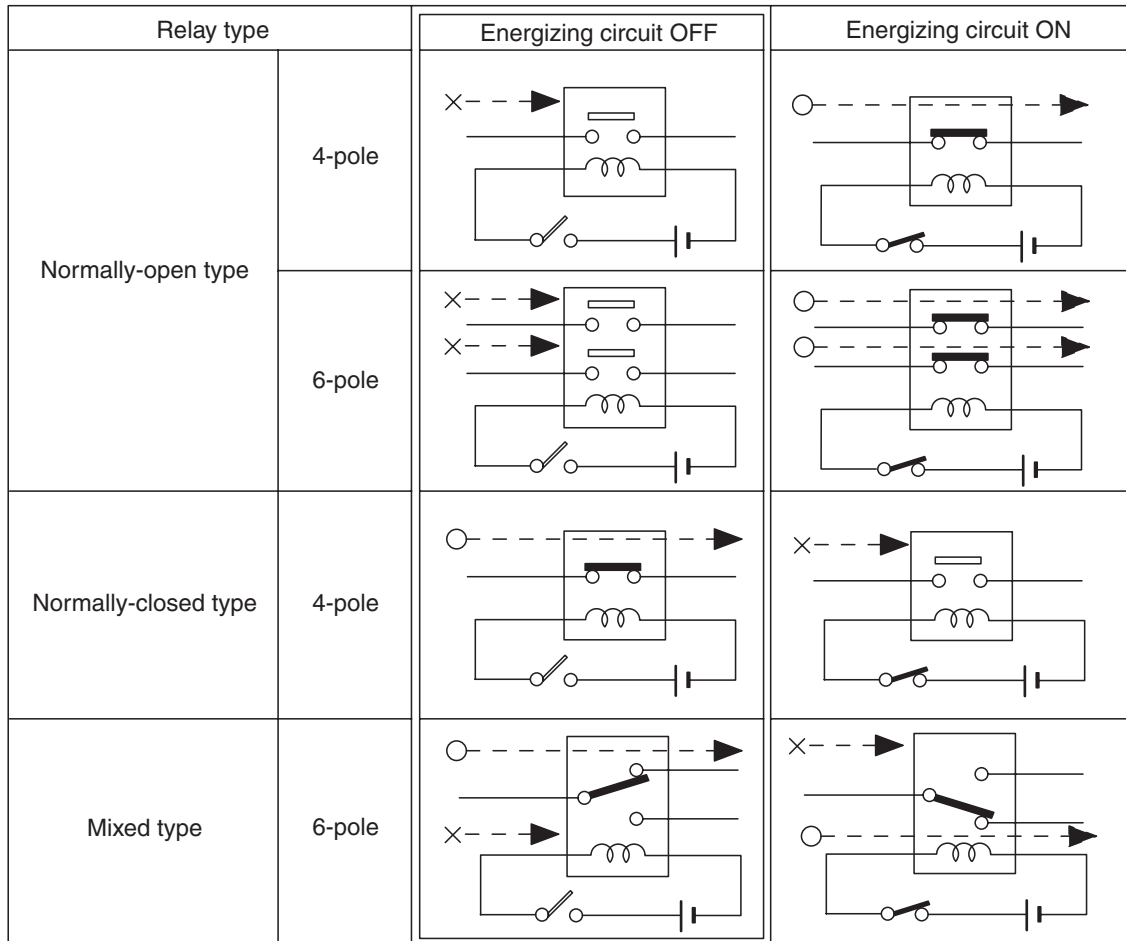 Relay type
Energizing circuit OFF
Energizing circuit ON
Normally-open type
4-pole
6-pole
Normally-closed type
4-pole
Mixed type
6-pole